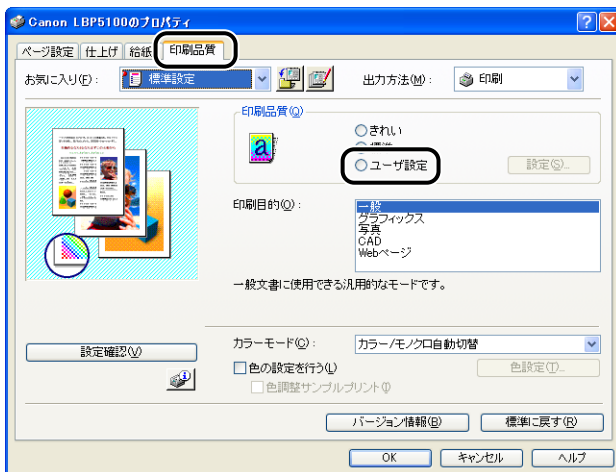 Canon LBP5100のプロパティ
ページ設定 仕上げ 給紙 印刷品質
お気に入り(F): 標準設定 出力方法(M): 印刷
印刷品質(Q)
きれい
ユーザ設定 設定(S)...
印刷目的(O): 一般
グラフィックス
写真
CAD
Webページ
一般文書に使用できる汎用的なモードです。
カラーモード(C): カラー/モノクロ自動切替
設定確認(V)
色の設定を行う(L) 色設定(T)...
色調整サンプルプリント(I)
バージョン情報(B) 標準に戻す(R)
OK キャンセル ヘルプ